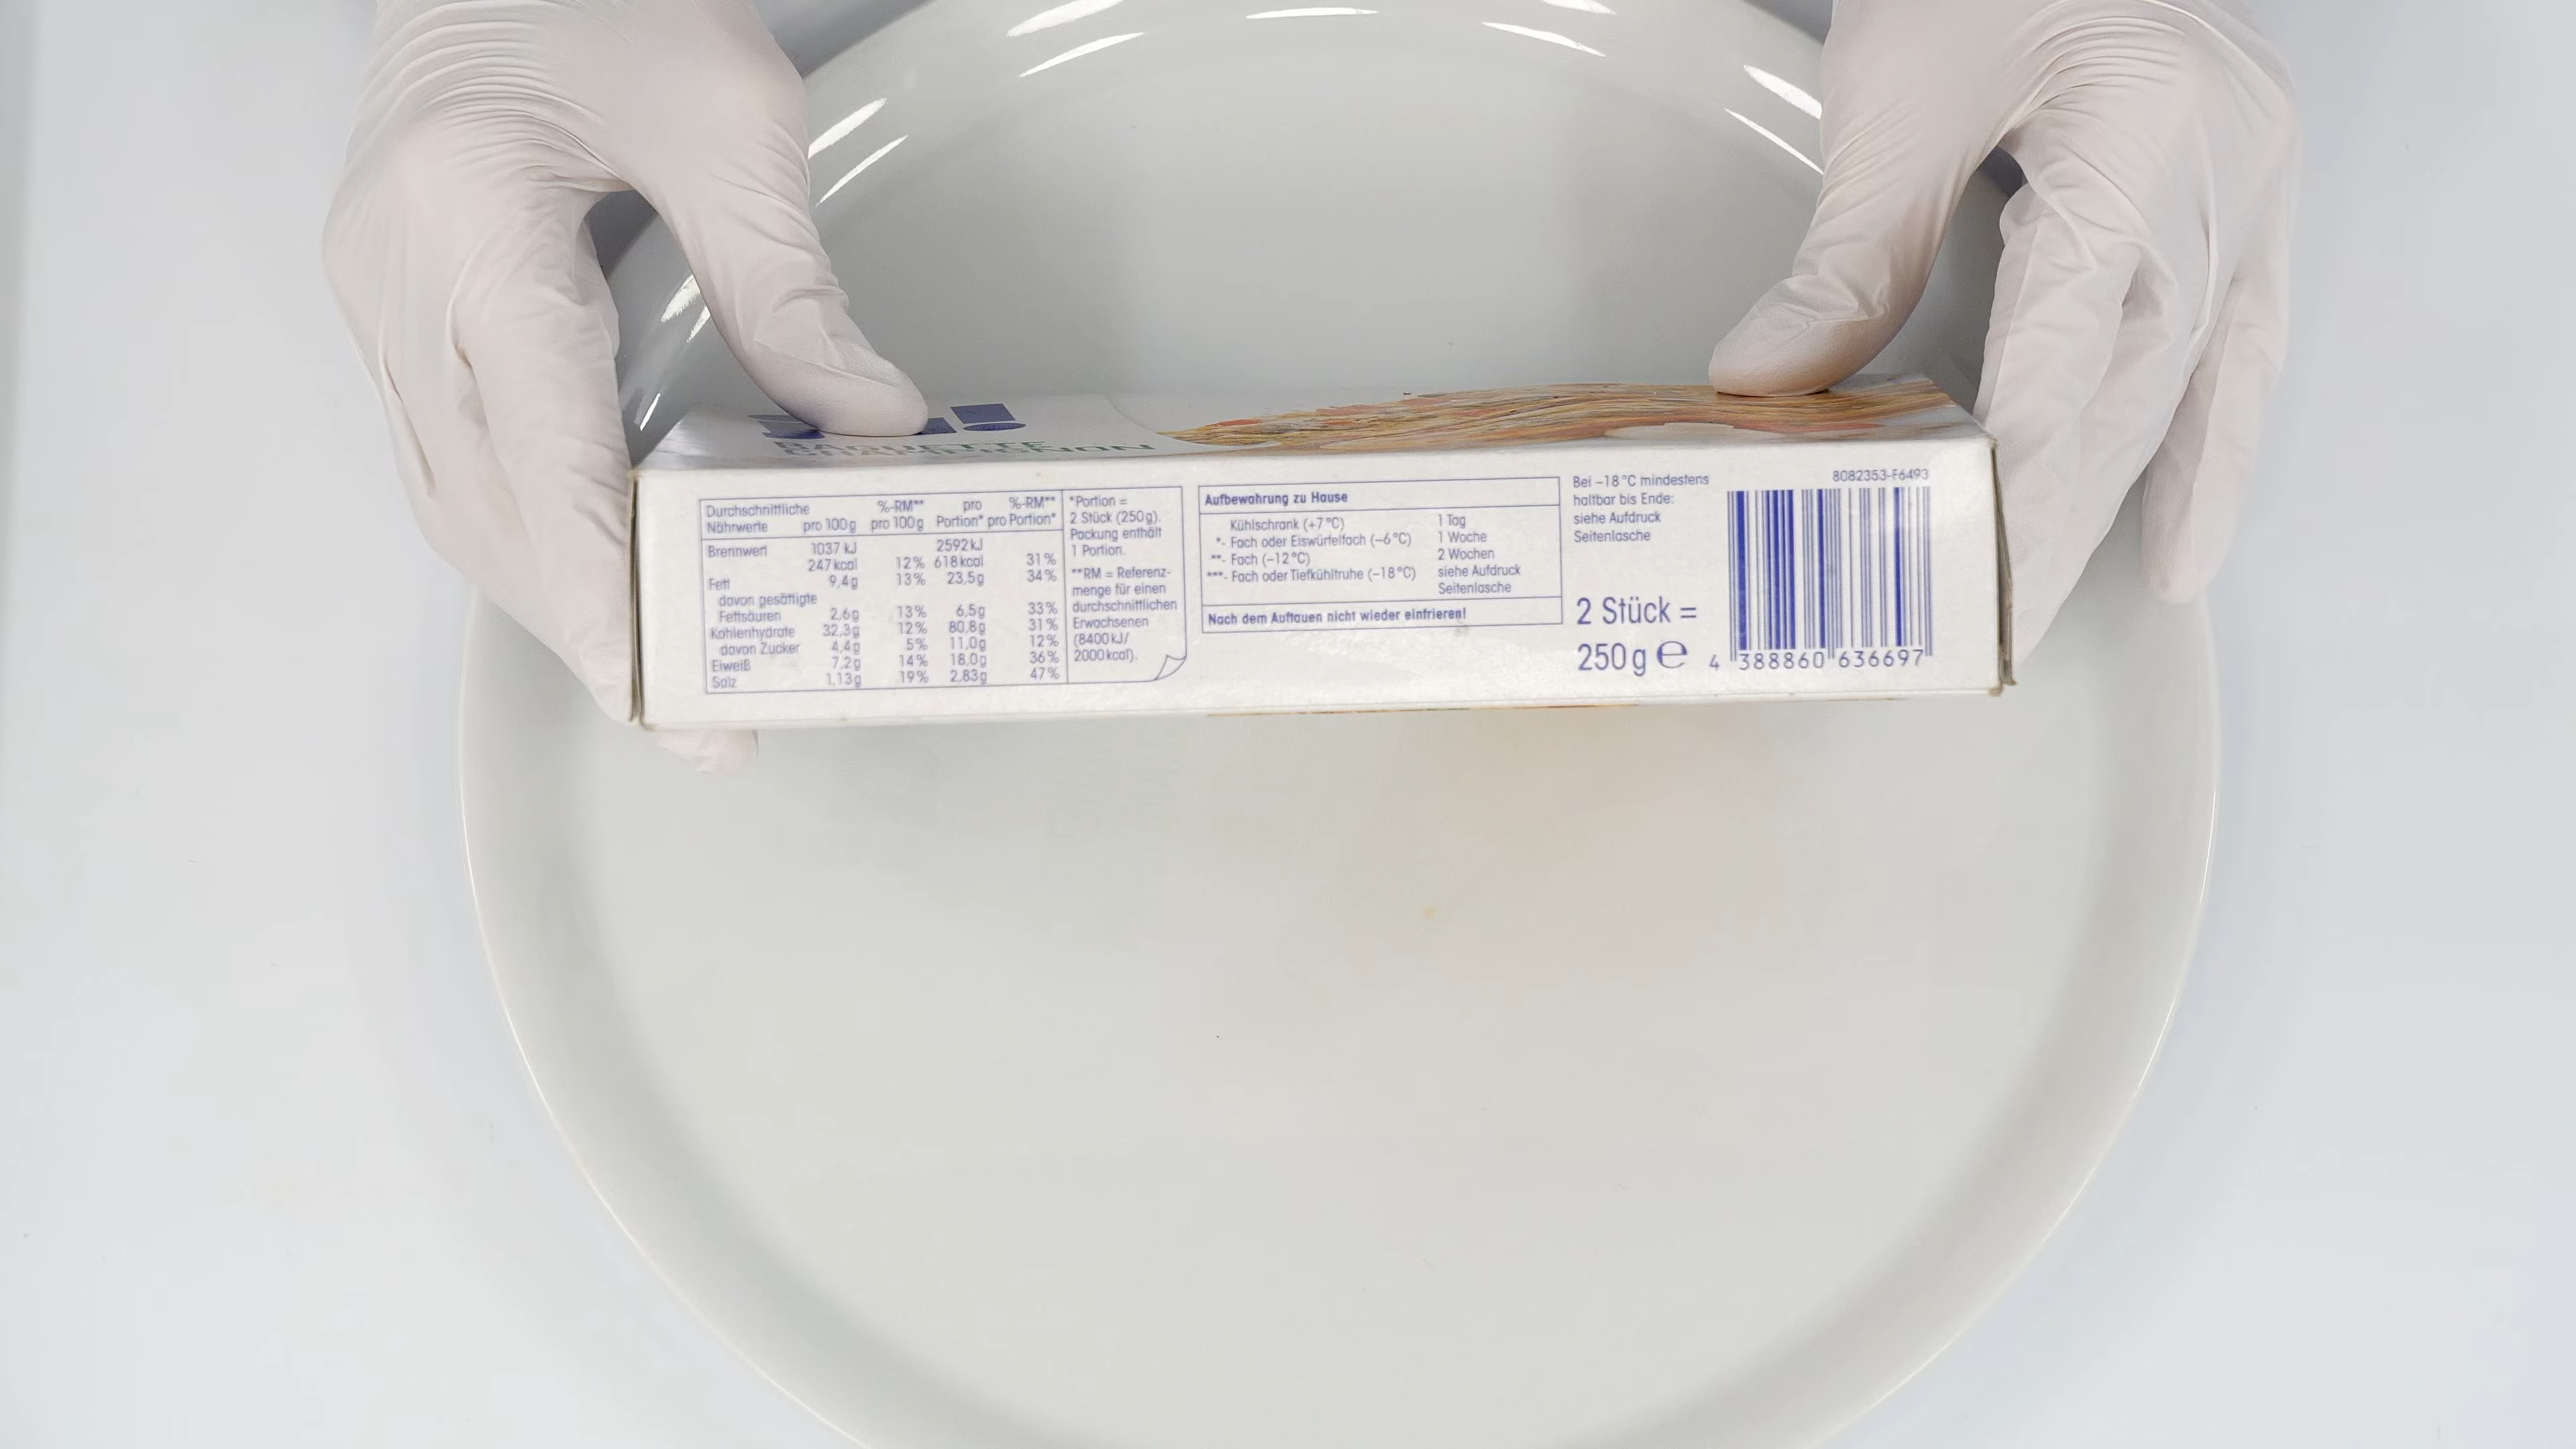 BAGUETTE
CHAMPIGNON
Durchschnittliche %-RM** pro %-RM**
Nährwerte pro 100g pro 100g Portion* pro Portion*
Brennwert 1037 kJ 2592 kJ
247 kcal 12% 618 kcal 31%
Fett 9,4g 13% 23,5g 34%
davon gesättigte
Fettsäuren 2,6g 13% 6,5g 33%
Kohlenhydrate 32,3g 12% 80,8g 31%
davon Zucker 4,4g 5% 11,0g 12%
Eiweiß 7,2g 14% 18,0g 36%
Salz 1,13g 19% 2,83g 47%
*Portion =
2 Stück (250g).
Packung enthält
1 Portion.
**RM = Referenz-
menge für einen
durchschnittlichen
Erwachsenen
(8400 kJ/
2000 kcal).
Aufbewahrung zu Hause
Kühlschrank (+7°C) 1 Tag
*- Fach oder Eiswürfelfach (-6°C) 1 Woche
**- Fach (-12°C) 2 Wochen
***- Fach oder Tiefkühltruhe (-18°C) siehe Aufdruck
Seitenlasche
Nach dem Auftauen nicht wieder einfrieren!
Bei -18°C mindestens
haltbar bis Ende:
siehe Aufdruck
Seitenlasche
2 Stück =
250g e
8082353-F6493
4 388860 636697